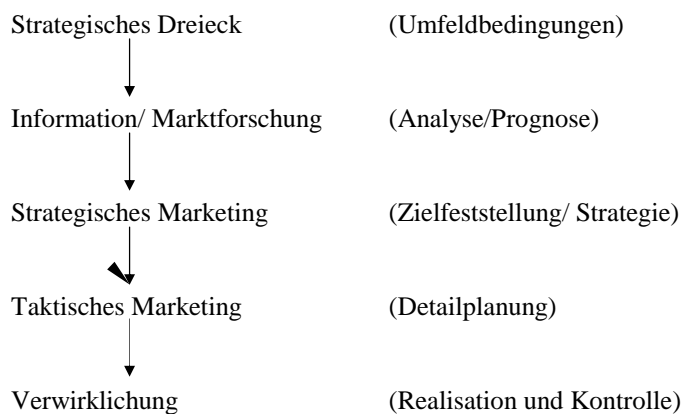 Strategisches Dreieck (Umfeldbedingungen)
Information/ Marktforschung (Analyse/Prognose)
Strategisches Marketing (Zielfeststellung/ Strategie)
Taktisches Marketing (Detailplanung)
Verwirklichung (Realisation und Kontrolle)